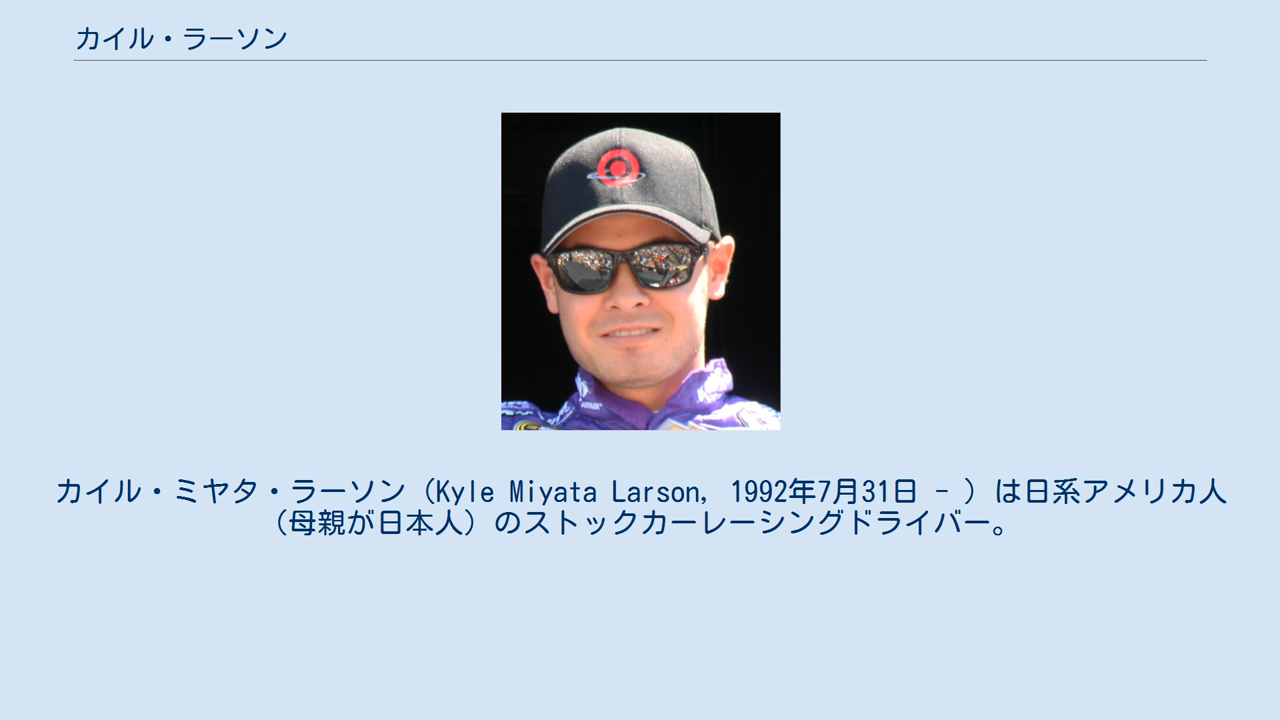 カイル・ラーソン
カイル・ミヤタ・ラーソン（Kyle Miyata Larson, 1992年7月31日 - ）は日系アメリカ人
（母親が日本人）のストックカーレーシングドライバー。